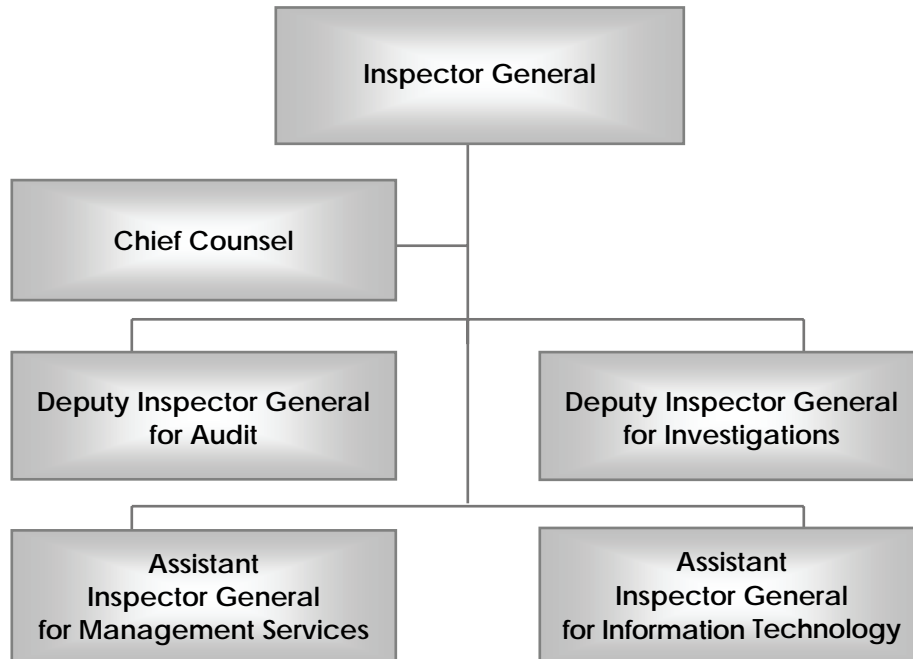 Inspector General
Chief Counsel
Deputy Inspector General
for Audit
Deputy Inspector General
for Investigations
Assistant
Inspector General
for Management Services
Assistant
Inspector General
for Information Technology